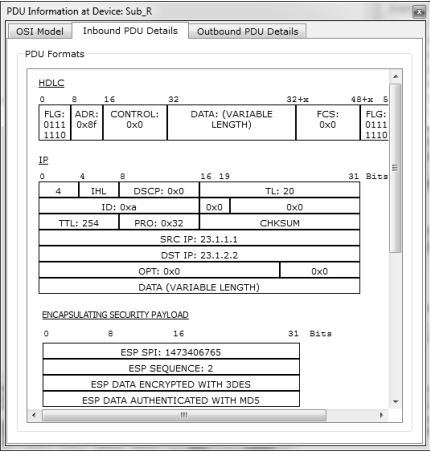 PDU Information at Device: Sub_R
OSI Model Inbound PDU Details Outbound PDU Details
PDU Formats
HDLC
0 8 16 32 32+x 48+x 5
FLG: 0111 1110 ADR: 0x8f CONTROL: 0x0 DATA: (VARIABLE LENGTH) FCS: 0x0 FLG: 0111 1110
IP
0 4 8 16 19 31 Bits
4 IHL DSCP: 0x0 TL: 20
ID: 0xa 0x0 0x0
TTL: 254 PRO: 0x32 CHKSUM
SRC IP: 23.1.1.1
DST IP: 23.1.2.2
OPT: 0x0 0x0
DATA (VARIABLE LENGTH)
ENCAPSULATING SECURITY PAYLOAD
0 8 16 31 Bits
ESP SPI: 1473406765
ESP SEQUENCE: 2
ESP DATA ENCRYPTED WITH 3DES
ESP DATA AUTHENTICATED WITH MD5